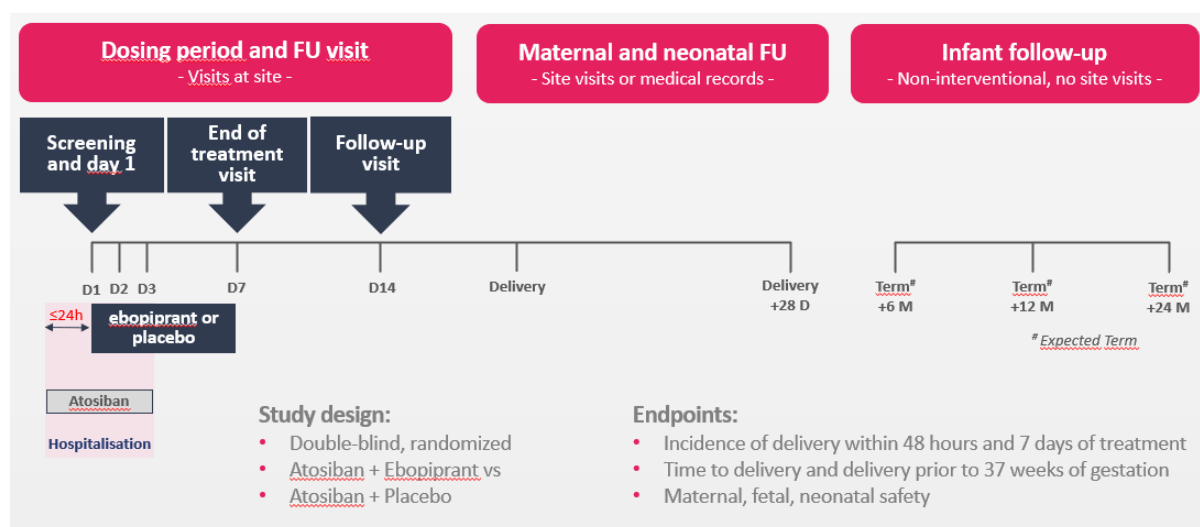 Dosing period and FU visit
- Visits at site -
Maternal and neonatal FU
- Site visits or medical records -
Infant follow-up
- Non-interventional, no site visits -
Screening
and day 1
End of
treatment
visit
Follow-up
visit
D1
D2
D3
D7
D14
Delivery
Delivery
+28 D
Term#
+6 M
Term#
+12 M
Term#
+24 M
# Expected Term
≤24h
ebopiprant or
placebo
Atosiban
Hospitalisation
Study design:
• Double-blind, randomized
• Atosiban + Ebopiprant vs
• Atosiban + Placebo
Endpoints:
• Incidence of delivery within 48 hours and 7 days of treatment
• Time to delivery and delivery prior to 37 weeks of gestation
• Maternal, fetal, neonatal safety